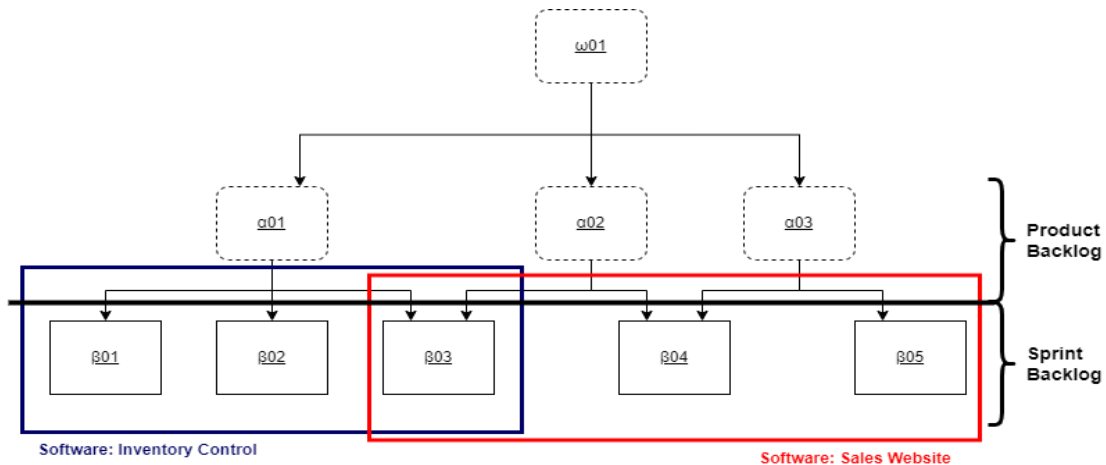 ω01
α01
α02
α03
Product
Backlog
β01
β02
β03
β04
β05
Sprint
Backlog
Software: Inventory Control
Software: Sales Website